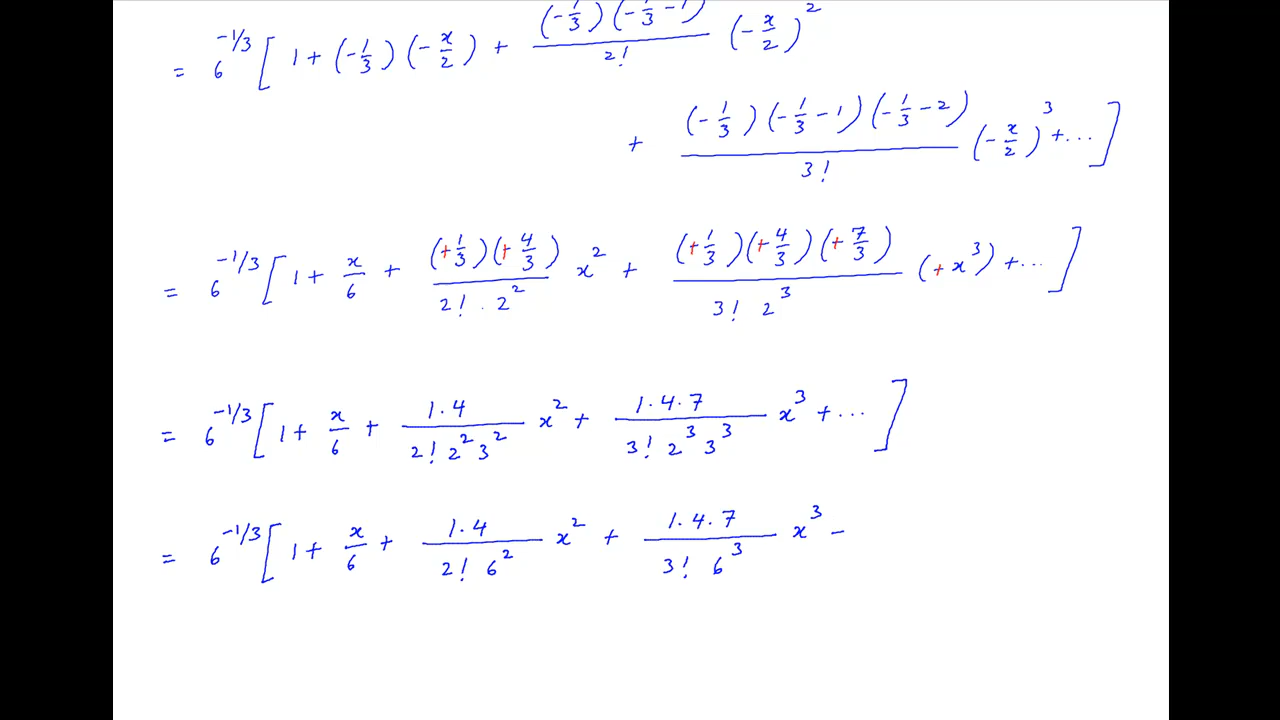 = 6^{-1/3} [ 1 + (-1/3) (-x/2) + (-1/3) (-1/3 - 1) / 2! (-x/2)^2
+ (-1/3) (-1/3 - 1) (-1/3 - 2) / 3! (-x/2)^3 + ... ]
= 6^{-1/3} [ 1 + x/6 + (+1/3) (+4/3) / 2! . 2^2 x^2 + (+1/3) (+4/3) (+7/3) / 3! 2^3 (+x^3) + ... ]
= 6^{-1/3} [ 1 + x/6 + 1·4 / 2! 2^2 3^2 x^2 + 1·4·7 / 3! 2^3 3^3 x^3 + ... ]
= 6^{-1/3} [ 1 + x/6 + 1·4 / 2! 6^2 x^2 + 1·4·7 / 3! 6^3 x^3 –